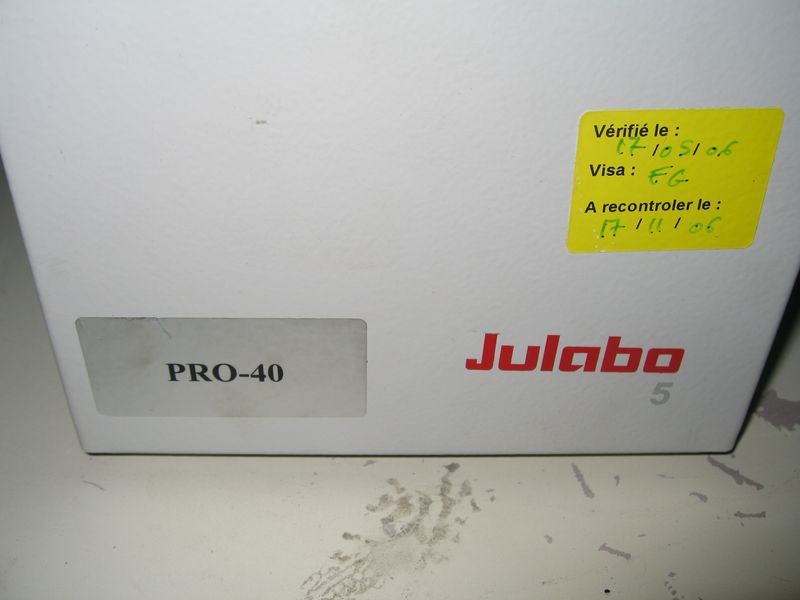 Vérifié le :
17/05/06
Visa : EG
A recontroler le :
17/11/06
PRO-40
Julabo
5